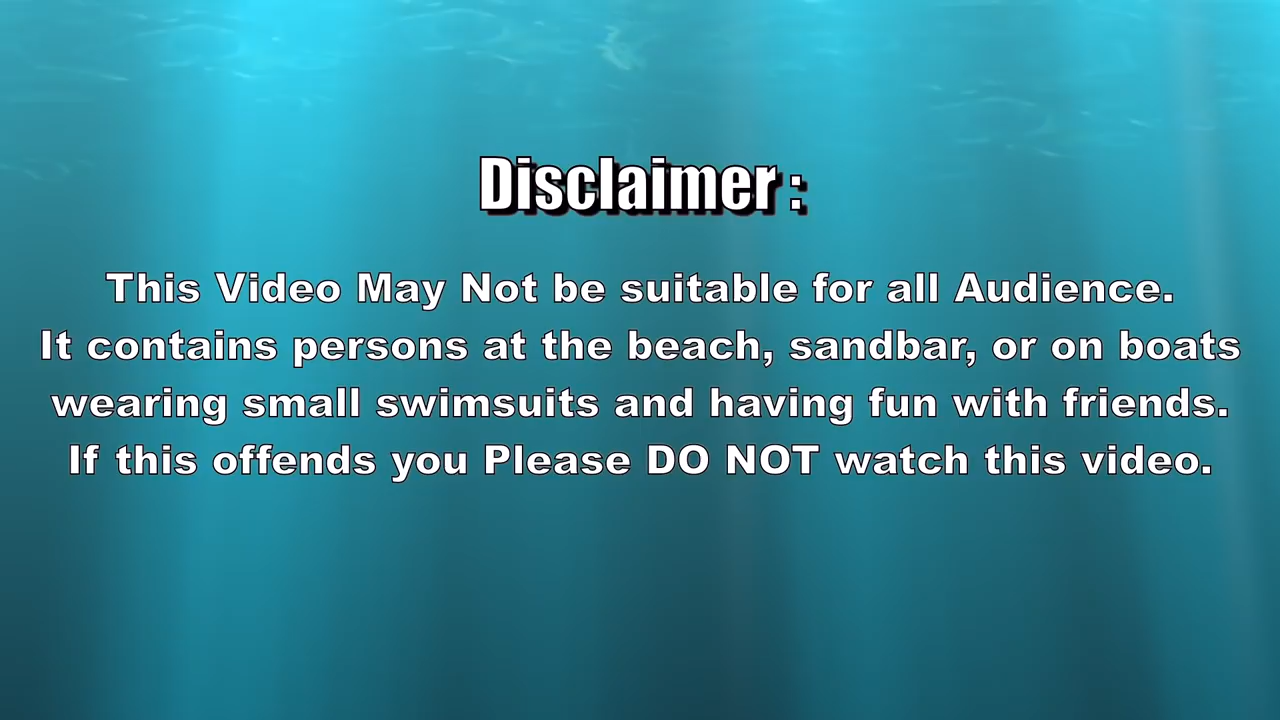 Disclaimer :
This Video May Not be suitable for all Audience.
It contains persons at the beach, sandbar, or on boats
wearing small swimsuits and having fun with friends.
If this offends you Please DO NOT watch this video.